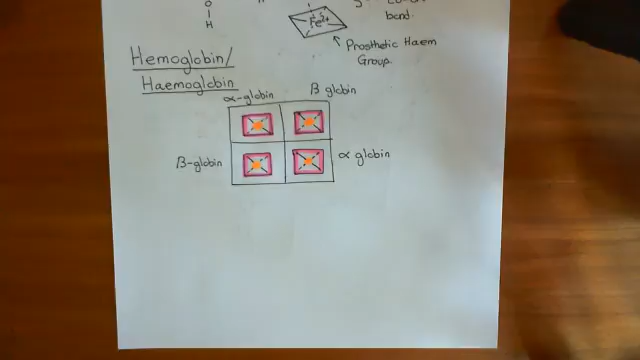 O
H
Fe2+
bond.
Prosthetic Haem
Group.
Hemoglobin/
Haemoglobin
α-globin
β globin
β-globin
α globin